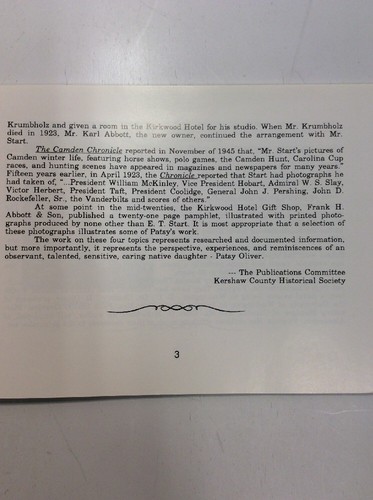 Krumbholz and given a room in the Kirkwood Hotel for his studio. When Mr. Krumbholz
died in 1923, Mr. Karl Abbott, the new owner, continued the arrangement with Mr.
Start.
The Camden Chronicle reported in November of 1945 that, "Mr. Start's pictures of
Camden winter life, featuring horse shows, polo games, the Camden Hunt, Carolina Cup
races, and hunting scenes have appeared in magazines and newspapers for many years."
Fifteen years earlier, in April 1923, the Chronicle reported that Start had photographs he
had taken of, "...President William McKinley, Vice President Hobart, Admiral W. S. Slay,
Victor Herbert, President Taft, President Coolidge, General John J. Pershing, John D.
Rockefeller, Sr., the Vanderbilts and scores of others."
At some point in the mid-twenties, the Kirkwood Hotel Gift Shop, Frank H.
Abbott & Son, published a twenty-one page pamphlet, illustrated with printed photo-
graphs produced by none other than E. T. Start. It is most appropriate that a selection of
these photographs illustrates some of Patsy's work.
The work on these four topics represents researched and documented information,
but more importantly, it represents the perspective, experiences, and reminiscences of an
observant, talented, sensitive, caring native daughter - Patsy Oliver.
--- The Publications Committee
Kershaw County Historical Society
3